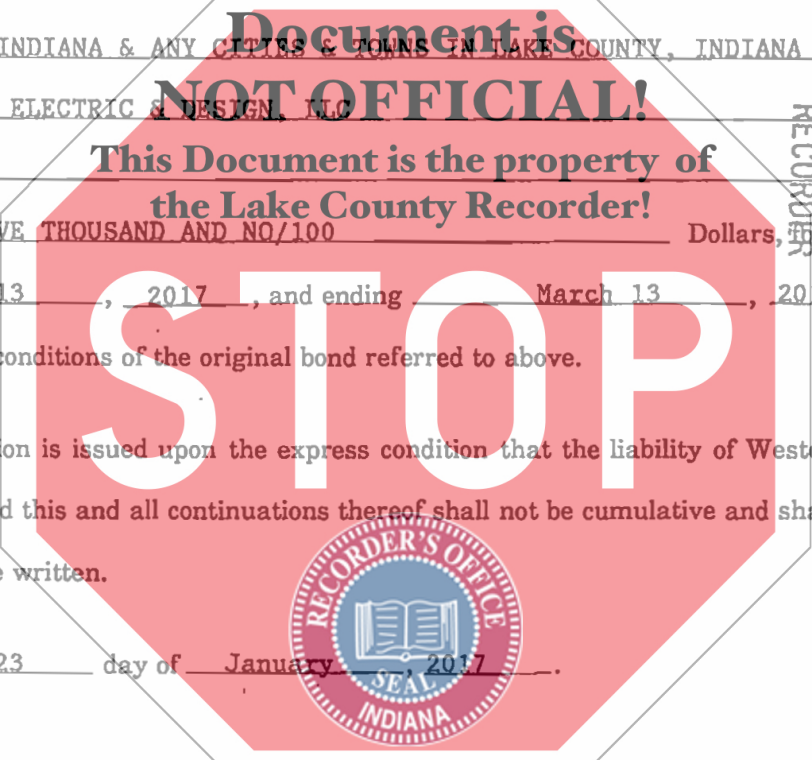 Document is
INDIANA & ANY CITIES & TOWNS IN LAKE COUNTY, INDIANA
NOT OFFICIAL!
ELECTRIC & DESIGN, LLC
RECORDER
This Document is the property of
the Lake County Recorder!
VE THOUSAND AND NO/100 Dollars,
13, 2017, and ending March 13, 20
STOP
conditions of the original bond referred to above.
on is issued upon the express condition that the liability of West
d this and all continuations thereof shall not be cumulative and sha
e written.
RECORDER'S OFFICE
23 day of January, 2017.
SEAL
INDIANA